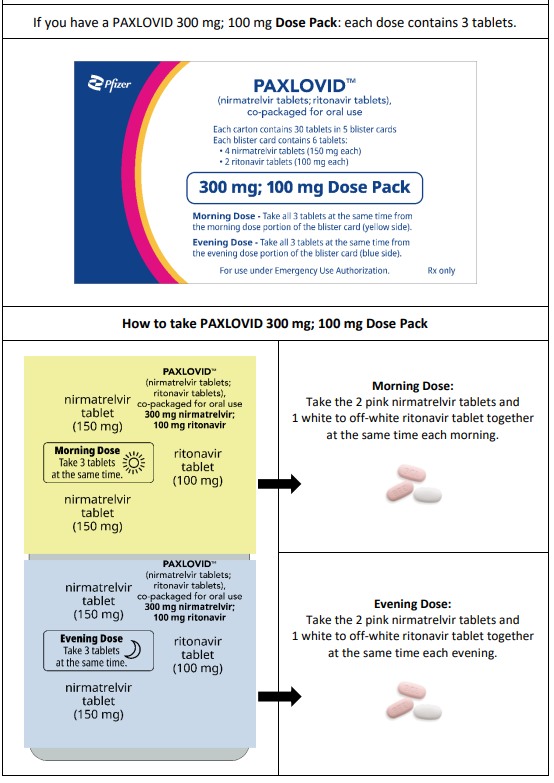 If you have a PAXLOVID 300 mg; 100 mg Dose Pack: each dose contains 3 tablets.
Pfizer
PAXLOVID™
(nirmatrelvir tablets; ritonavir tablets),
co-packaged for oral use
Each carton contains 30 tablets in 5 blister cards
Each blister card contains 6 tablets:
• 4 nirmatrelvir tablets (150 mg each)
• 2 ritonavir tablets (100 mg each)
300 mg; 100 mg Dose Pack
Morning Dose - Take all 3 tablets at the same time from
the morning dose portion of the blister card (yellow side).
Evening Dose - Take all 3 tablets at the same time from
the evening dose portion of the blister card (blue side).
For use under Emergency Use Authorization.
Rx only
How to take PAXLOVID 300 mg; 100 mg Dose Pack
PAXLOVID™
(nirmatrelvir tablets;
ritonavir tablets),
co-packaged for oral use
300 mg nirmatrelvir;
100 mg ritonavir
nirmatrelvir
tablet
(150 mg)
Morning Dose
Take 3 tablets
at the same time.
ritonavir
tablet
(100 mg)
nirmatrelvir
tablet
(150 mg)
Morning Dose:
Take the 2 pink nirmatrelvir tablets and
1 white to off-white ritonavir tablet together
at the same time each morning.
PAXLOVID™
(nirmatrelvir tablets;
ritonavir tablets),
co-packaged for oral use
300 mg nirmatrelvir;
100 mg ritonavir
nirmatrelvir
tablet
(150 mg)
Evening Dose
Take 3 tablets
at the same time.
ritonavir
tablet
(100 mg)
nirmatrelvir
tablet
(150 mg)
Evening Dose:
Take the 2 pink nirmatrelvir tablets and
1 white to off-white ritonavir tablet together
at the same time each evening.